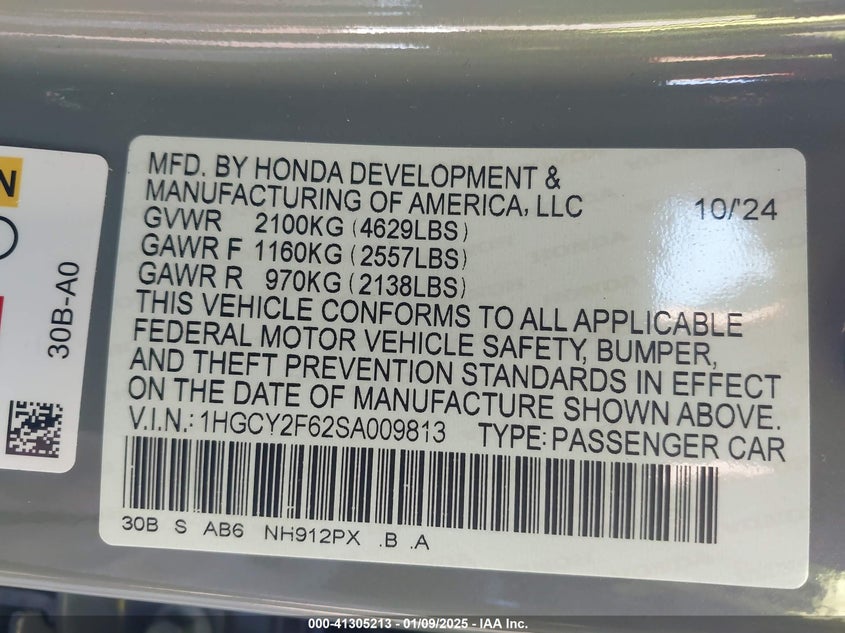 N
30B-A0
MFD. BY HONDA DEVELOPMENT &
MANUFACTURING OF AMERICA, LLC 10/'24
GVWR 2100KG (4629LBS)
GAWR F 1160KG (2557LBS)
GAWR R 970KG (2138LBS)
THIS VEHICLE CONFORMS TO ALL APPLICABLE
FEDERAL MOTOR VEHICLE SAFETY, BUMPER,
AND THEFT PREVENTION STANDARDS IN EFFECT
ON THE DATE OF MANUFACTURE SHOWN ABOVE.
V.I.N.: 1HGCY2F62SA009813 TYPE: PASSENGER CAR
30B S AB6 NH912PX .B .A
000-41305213 - 01/09/2025 - IAA Inc.